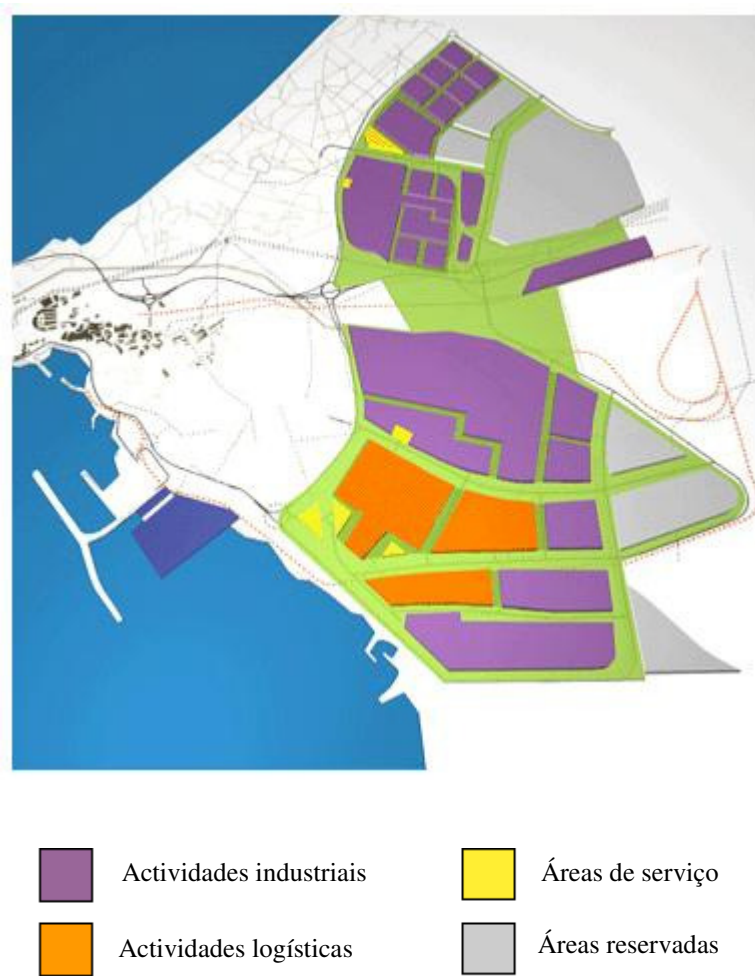 Actividades industriais
Áreas de serviço
Actividades logísticas
Áreas reservadas